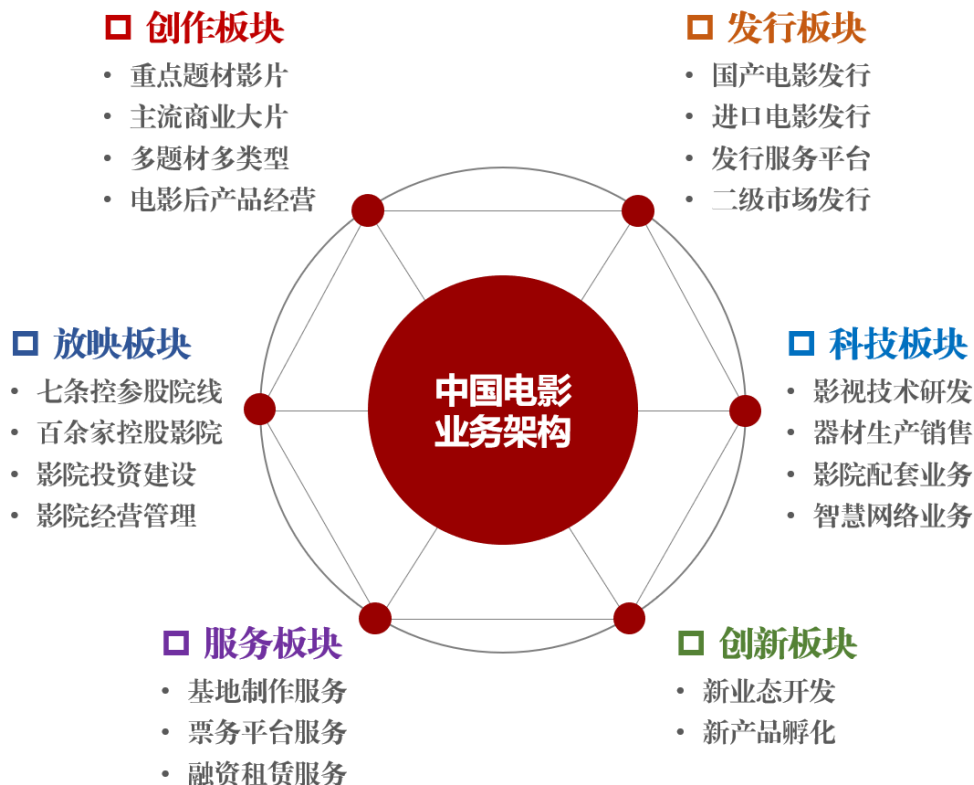 创作板块
• 重点题材影片
• 主流商业大片
• 多题材多类型
• 电影后产品经营
发行板块
• 国产电影发行
• 进口电影发行
• 发行服务平台
• 二级市场发行
放映板块
• 七条控参股院线
• 百余家控股影院
• 影院投资建设
• 影院经营管理
中国电影
业务架构
科技板块
• 影视技术研发
• 器材生产销售
• 影院配套业务
• 智慧网络业务
服务板块
• 基地制作服务
• 票务平台服务
• 融资租赁服务
创新板块
• 新业态开发
• 新产品孵化